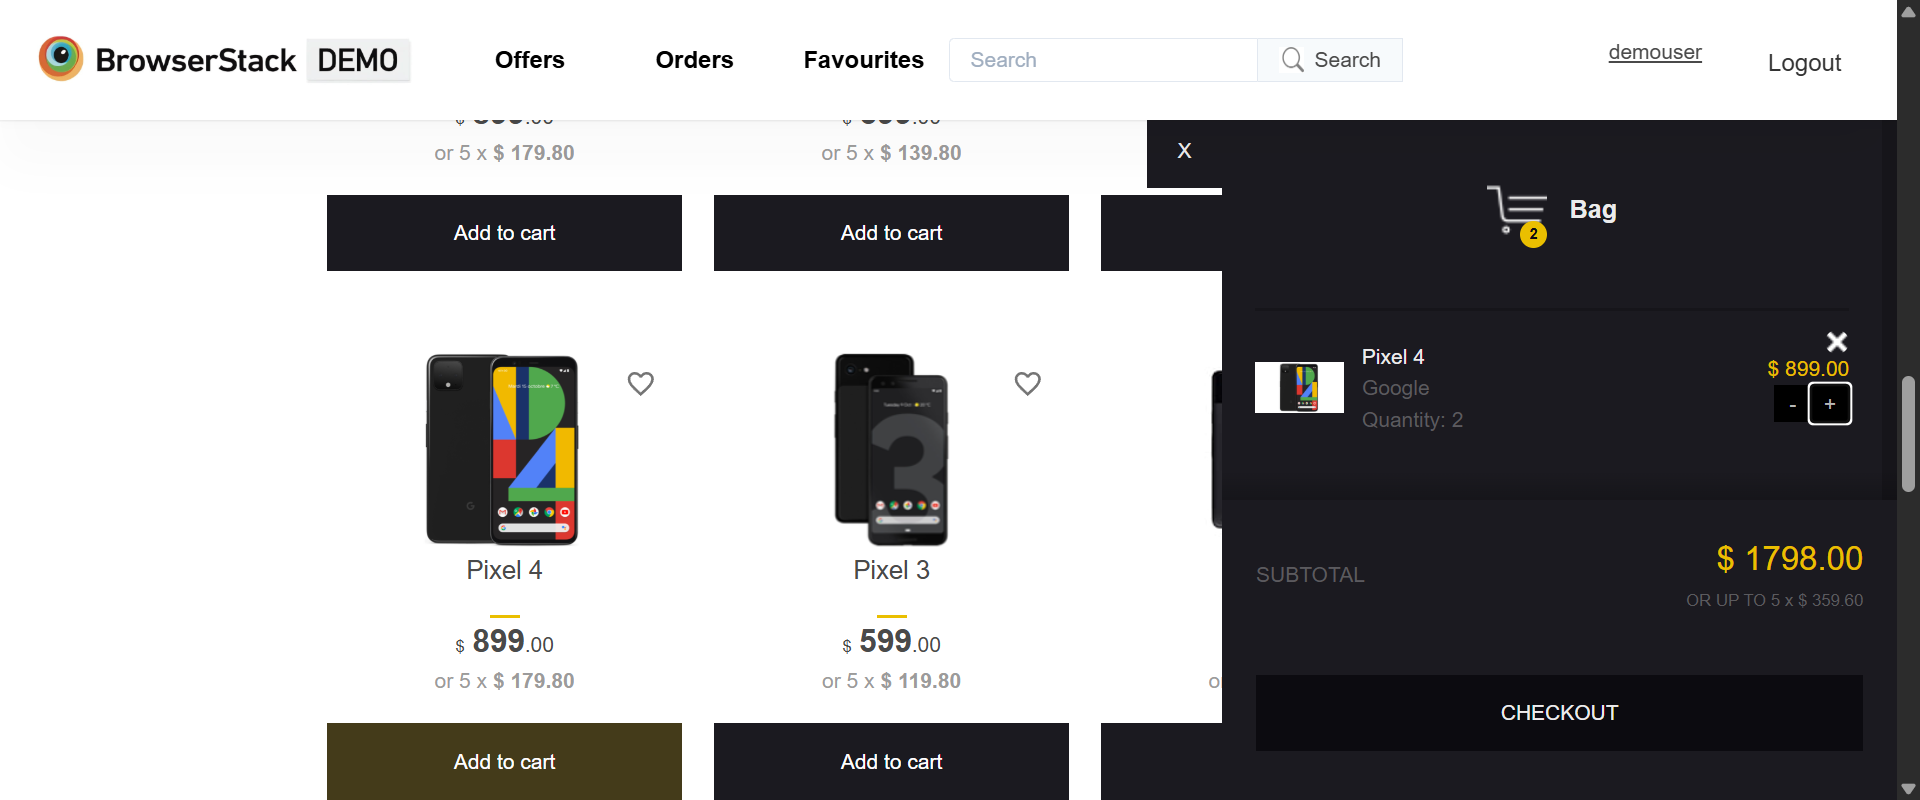 BrowserStack DEMO
Offers
Orders
Favourites
Search
Search
demouser
Logout
or 5 x $ 179.80
or 5 x $ 139.80
Add to cart
Add to cart
X
Bag
2
Pixel 4
Google
Quantity: 2
$ 899.00
- +
SUBTOTAL
$ 1798.00
OR UP TO 5 x $ 359.60
CHECKOUT
Pixel 4
$ 899.00
or 5 x $ 179.80
Add to cart
Pixel 3
$ 599.00
or 5 x $ 119.80
Add to cart